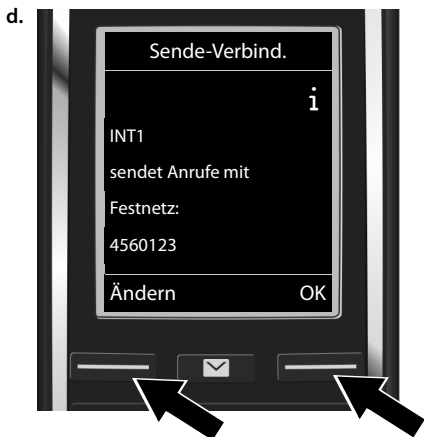 d.
Sende-Verbind.
i
INT1
sendet Anrufe mit
Festnetz:
4560123
Ändern OK